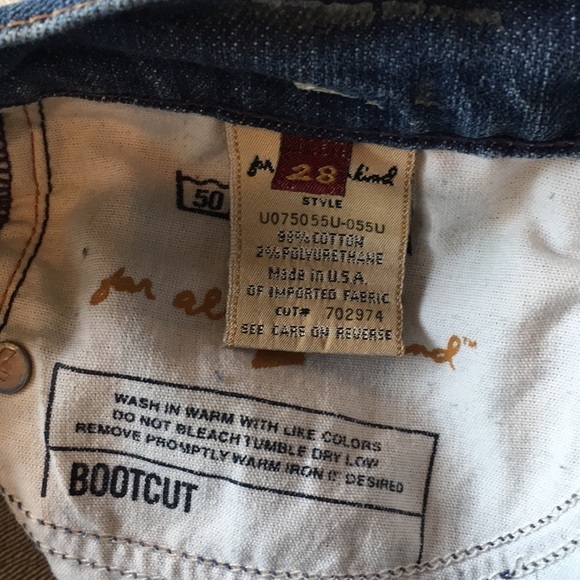 for 28 kind
STYLE
U075055U-055U
98% COTTON
2% POLYURETHANE
MADE IN U.S.A.
OF IMPORTED FABRIC
CUT# 702974
SEE CARE ON REVERSE
50
for al nd™
WASH IN WARM WITH LIKE COLORS
DO NOT BLEACH TUMBLE DRY LOW
REMOVE PROMPTLY WARM IRON IF DESIRED
BOOTCUT